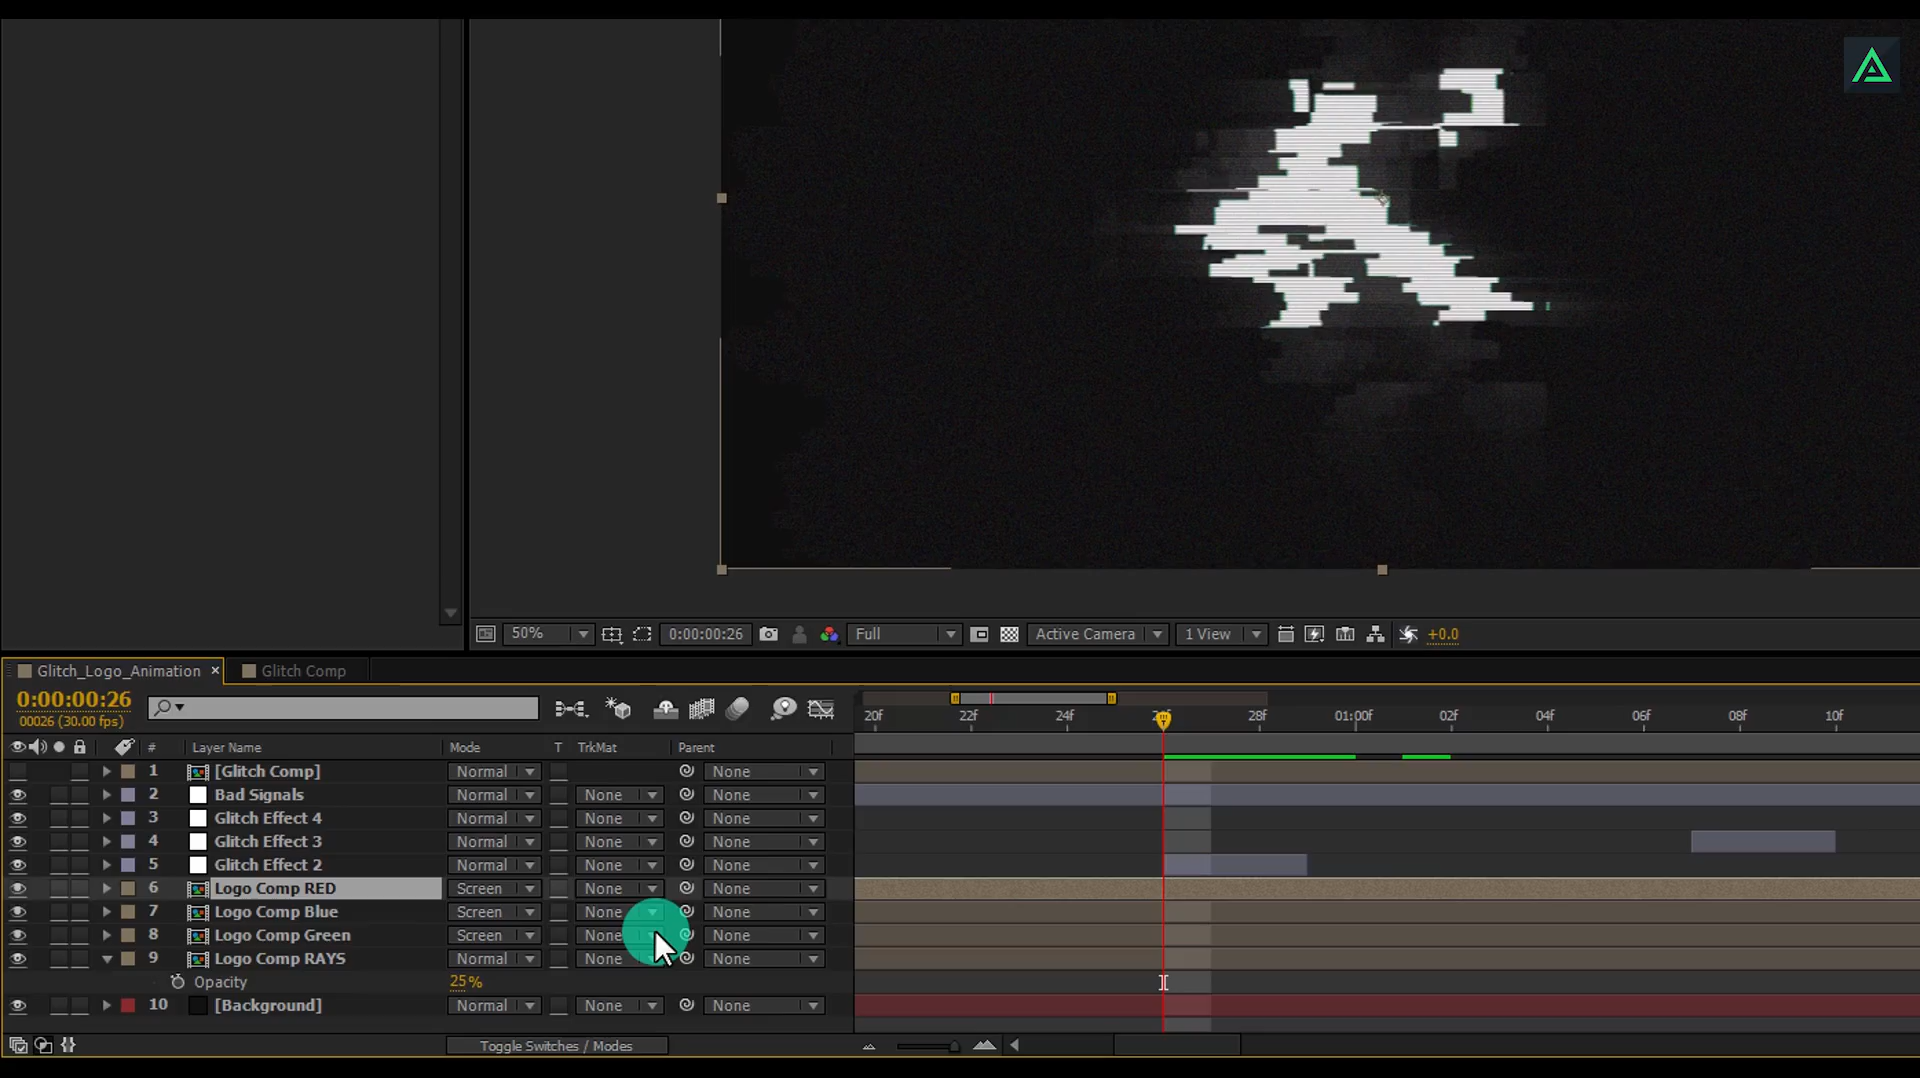 50% 0:00:00:26 Full Active Camera 1 View +0.0
Glitch_Logo_Animation × Glitch Comp
0:00:00:26
00026 (30.00 fps)
20f 22f 24f 28f 01:00f 02f 04f 06f 08f 10f
# Layer Name Mode T TrkMat Parent
1 [Glitch Comp] Normal None
2 Bad Signals Normal None None
3 Glitch Effect 4 Normal None None
4 Glitch Effect 3 Normal None None
5 Glitch Effect 2 Normal None None
6 Logo Comp RED Screen None None
7 Logo Comp Blue Screen None None
8 Logo Comp Green Screen None None
9 Logo Comp RAYS Normal None None
Opacity 25%
10 [Background] Normal None None
Toggle Switches / Modes